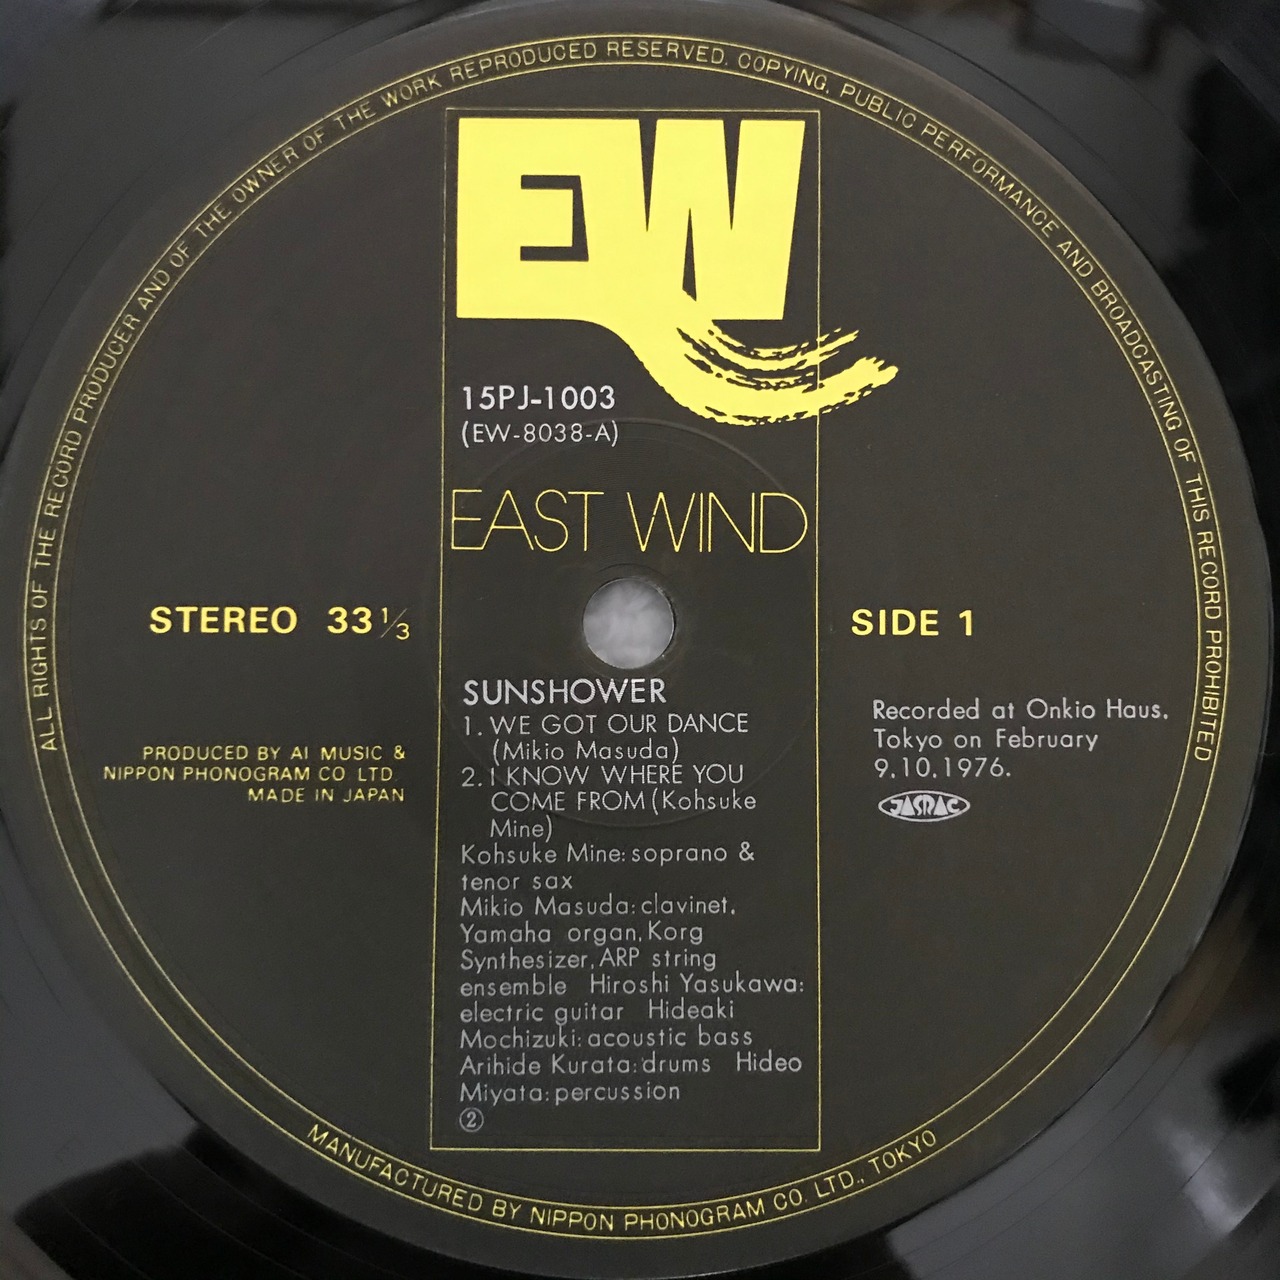 ALL RIGHTS OF THE RECORD PRODUCER AND OF THE OWNER OF THE WORK REPRODUCED RESERVED. COPYING, PUBLIC PERFORMANCE AND BROADCASTING OF THIS RECORD PROHIBITED
EW
15PJ-1003
(EW-8038-A)
EAST WIND
STEREO 33 1/3
SIDE 1
SUNSHOWER
1. WE GOT OUR DANCE
(Mikio Masuda)
2. I KNOW WHERE YOU
COME FROM (Kohsuke
Mine)
Kohsuke Mine: soprano &
tenor sax
Mikio Masuda: clavinet,
Yamaha organ, Korg
Synthesizer, ARP string
ensemble Hiroshi Yasukawa:
electric guitar Hideaki
Mochizuki: acoustic bass
Arihide Kurata: drums Hideo
Miyata: percussion
②
PRODUCED BY AI MUSIC &
NIPPON PHONOGRAM CO LTD.
MADE IN JAPAN
Recorded at Onkio Haus,
Tokyo on February
9.10.1976.
JASRAC
MANUFACTURED BY NIPPON PHONOGRAM CO. LTD., TOKYO